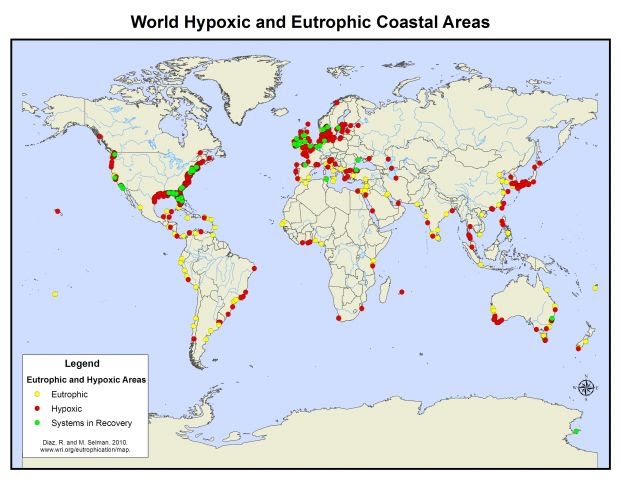 World Hypoxic and Eutrophic Coastal Areas
Legend
Eutrophic and Hypoxic Areas
Eutrophic
Hypoxic
Systems in Recovery
Diaz, R. and M. Selman. 2010.
www.wri.org/eutrophication/map.
N
W
E
S